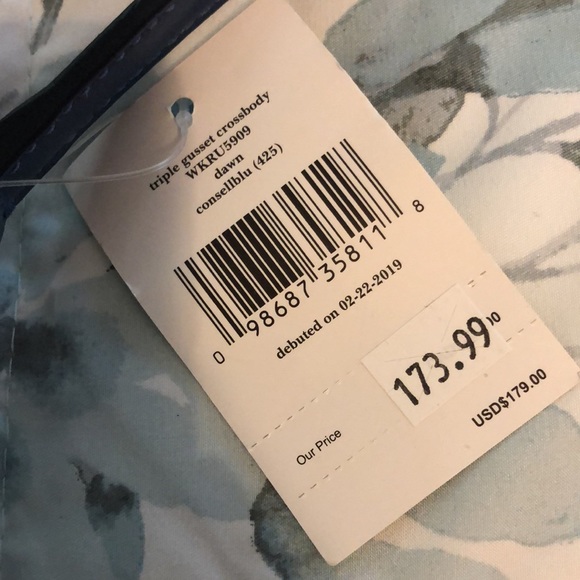 triple gusset crossbody
WKRU5909
dawn
consellblu (425)
0 98687 35811 8
debuted on 02-22-2019
173.99
Our Price
USD$179.00